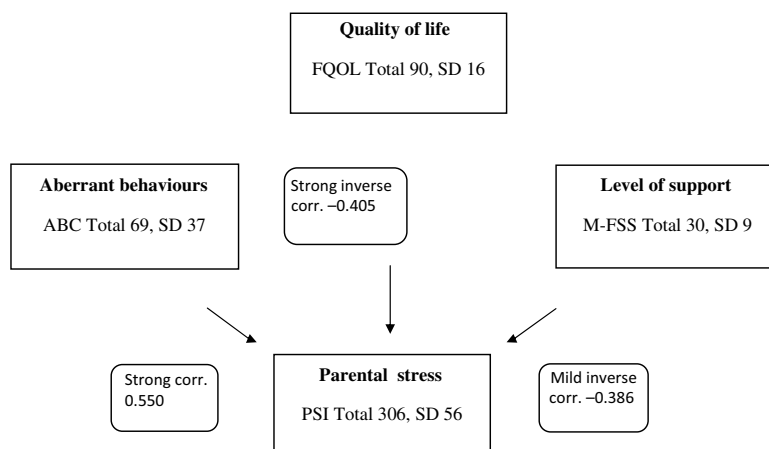 Quality of life
FQOL Total 90, SD 16
Aberrant behaviours
ABC Total 69, SD 37
Strong inverse
corr. –0.405
Level of support
M-FSS Total 30, SD 9
Strong corr.
0.550
Parental stress
PSI Total 306, SD 56
Mild inverse
corr. –0.386